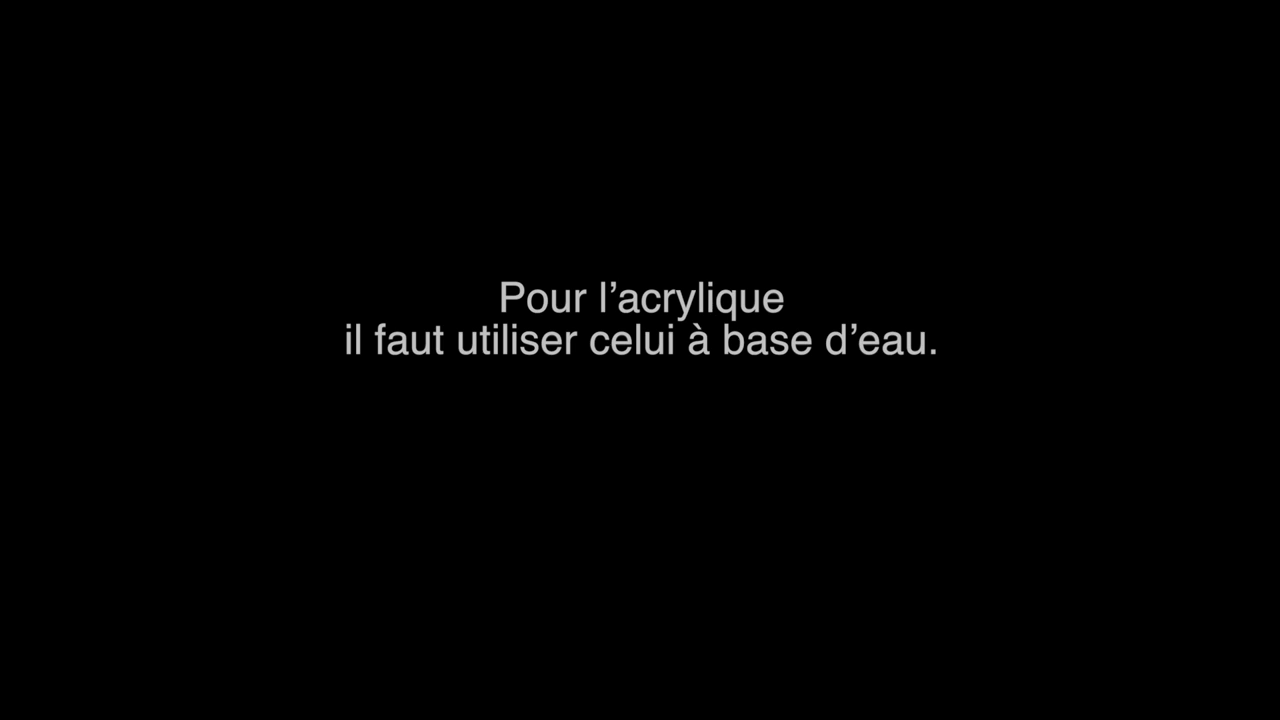 Pour l’acrylique
il faut utiliser celui à base d’eau.